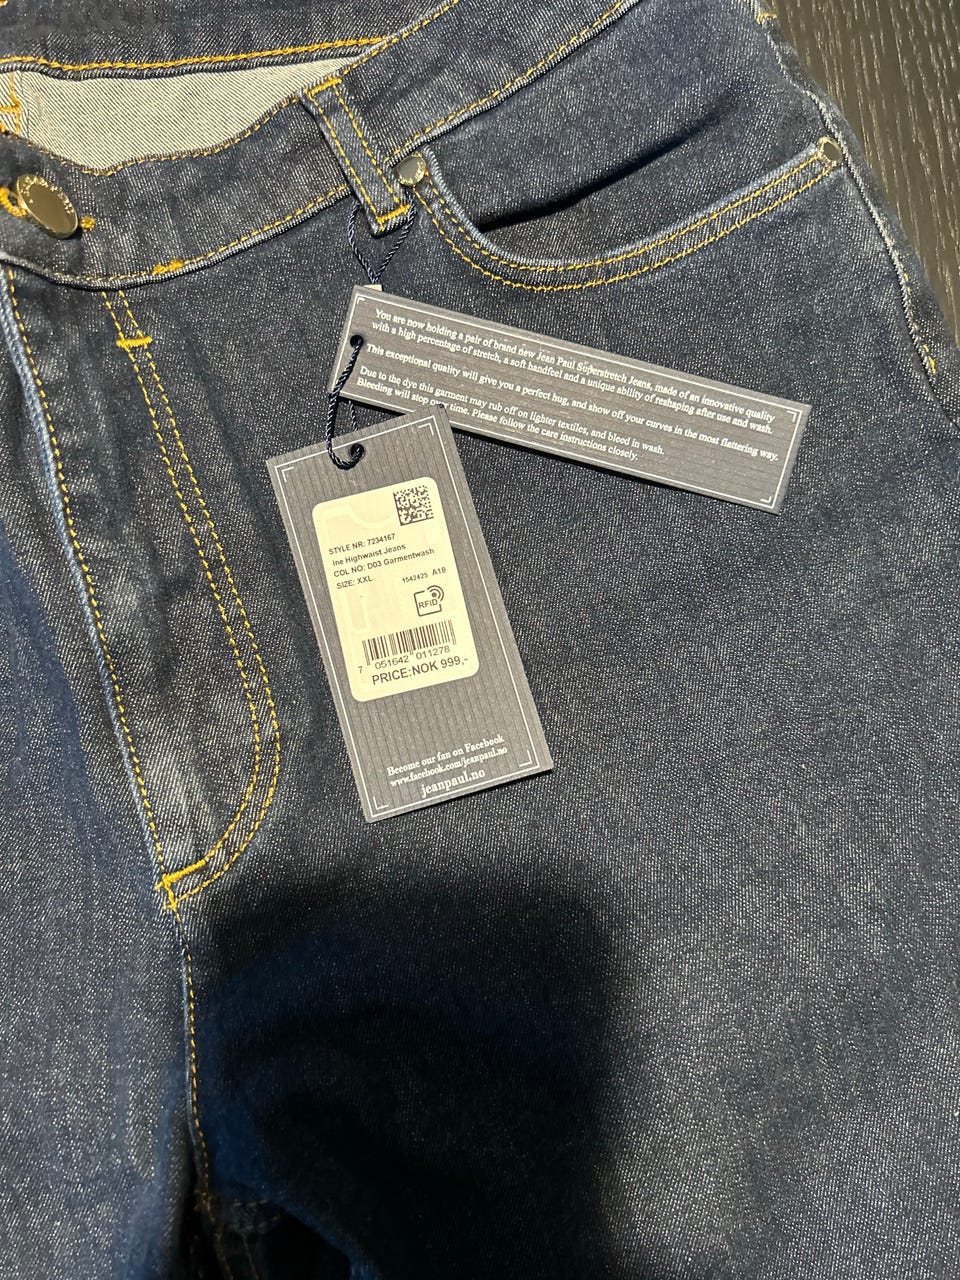 You are now holding a pair of brand new Jean Paul Superstretch Jeans, made of an innovative quality
with a high percentage of stretch, a soft handfeel and a unique ability of reshaping after use and wash.
This exceptional quality will give you a perfect hug, and show off your curves in the most flattering way.
Due to the dye this garment may rub off on lighter textiles, and bleed in wash.
Bleeding will stop over time. Please follow the care instructions closely.
STYLE NR: 7234167
Ine Highwaist Jeans
COL NO: D03 Garmentwash
SIZE: XXL
1542425 A18
RFID
7 051642 011278
PRICE:NOK 999,-
Become our fan on Facebook
www.facebook.com/jeanpaul.no
jeanpaul.no